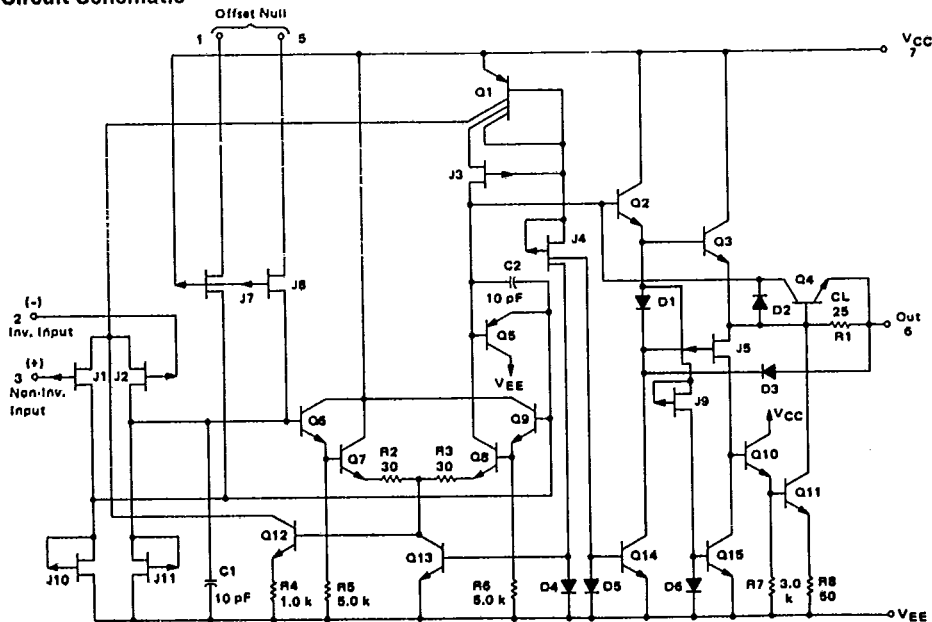 Circuit Schematic
Offset Null
1
5
VCC
7
Q1
J3
Q2
Q3
J4
Q4
C2
10 pF
D1
D2
CL
25
R1
Out
6
J7
J8
(-)
2
Inv. Input
(+)
3
Non-Inv.
Input
J1
J2
Q5
VEE
J5
D3
J9
VCC
Q6
Q7
R2
30
R3
30
Q8
Q9
Q10
Q11
Q12
Q13
Q14
Q15
J10
J11
C1
10 pF
R4
1.0 k
R5
5.0 k
R6
5.0 k
D4
D5
D6
R7
3.0
k
R8
50
VEE